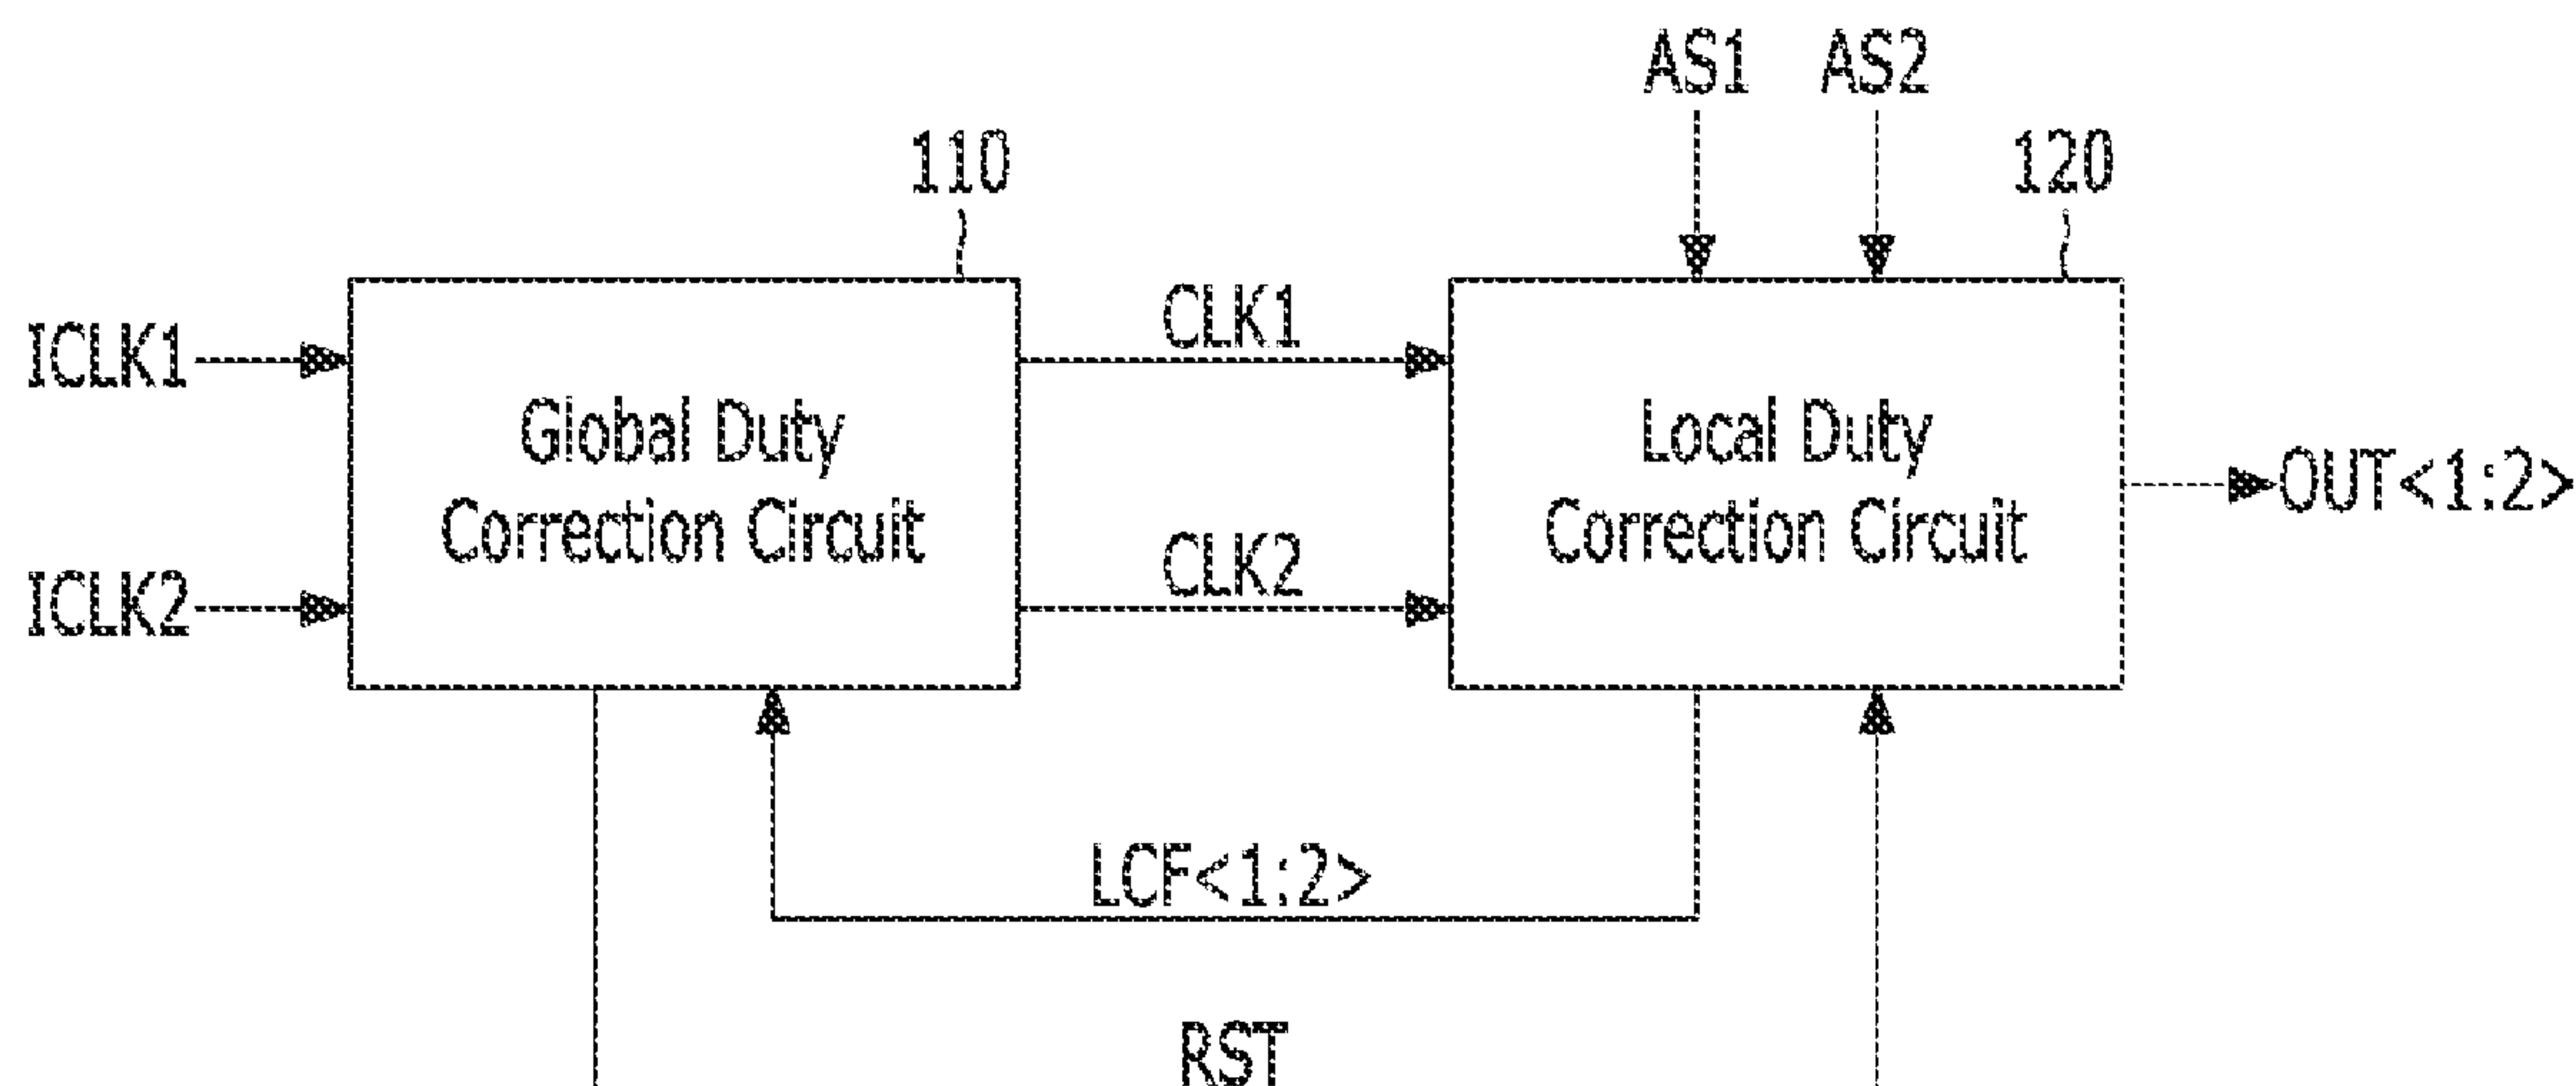 AS1 AS2
110
120
ICLK1
CLK1
Global Duty
Correction Circuit
Local Duty
Correction Circuit
OUT<1:2>
ICLK2
CLK2
LCF<1:2>
RST